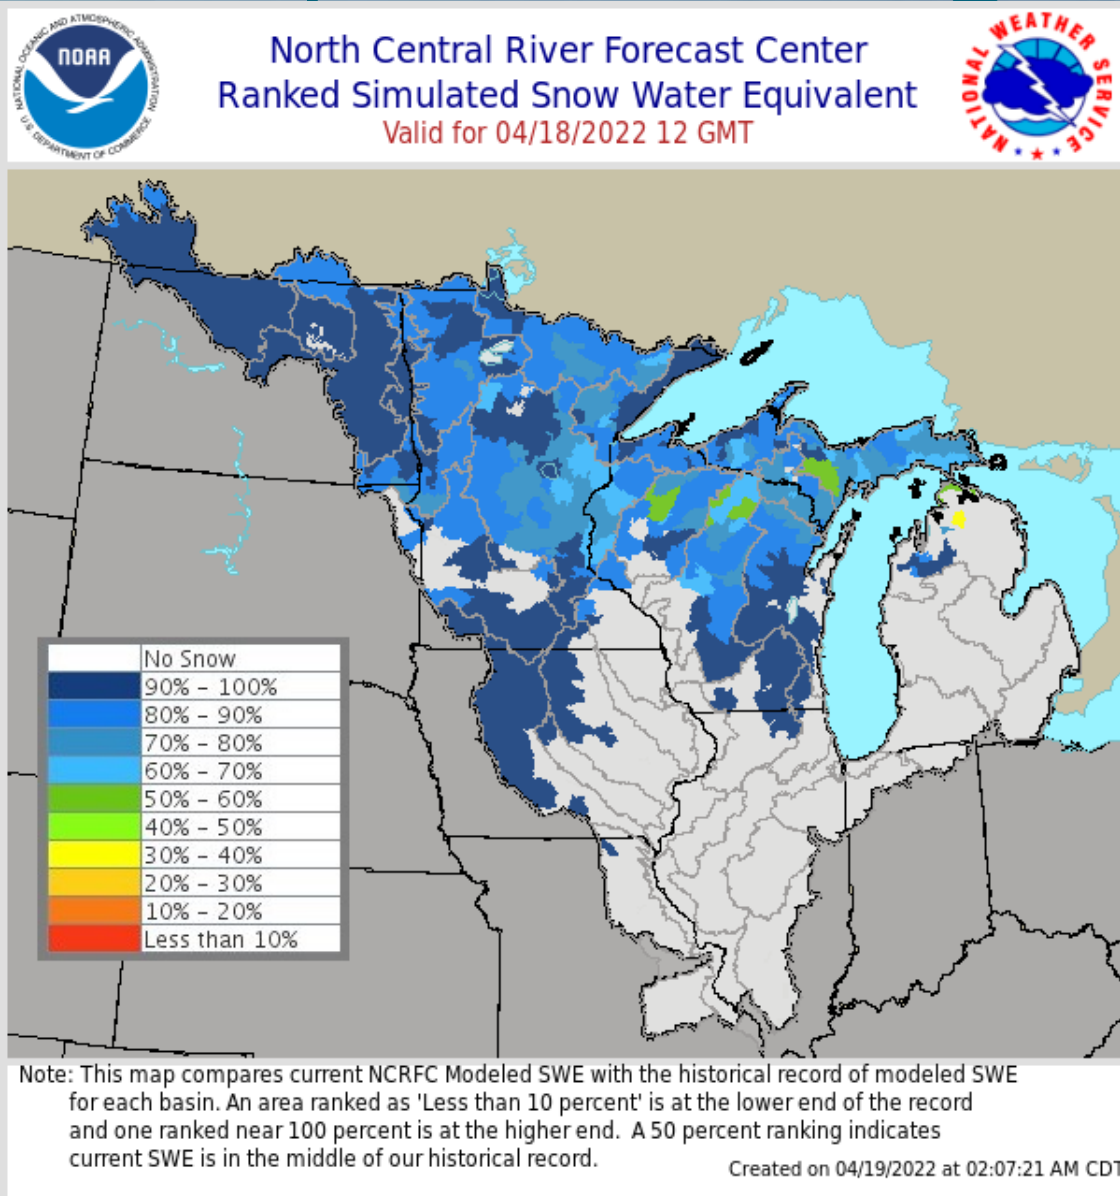 NATIONAL OCEANIC AND ATMOSPHERIC ADMINISTRATION
NOAA
U.S. DEPARTMENT OF COMMERCE
North Central River Forecast Center
Ranked Simulated Snow Water Equivalent
Valid for 04/18/2022 12 GMT
NATIONAL WEATHER SERVICE
No Snow
90% - 100%
80% - 90%
70% - 80%
60% - 70%
50% - 60%
40% - 50%
30% - 40%
20% - 30%
10% - 20%
Less than 10%
Note: This map compares current NCRFC Modeled SWE with the historical record of modeled SWE
for each basin. An area ranked as 'Less than 10 percent' is at the lower end of the record
and one ranked near 100 percent is at the higher end.  A 50 percent ranking indicates
current SWE is in the middle of our historical record.
Created on 04/19/2022 at 02:07:21 AM CDT